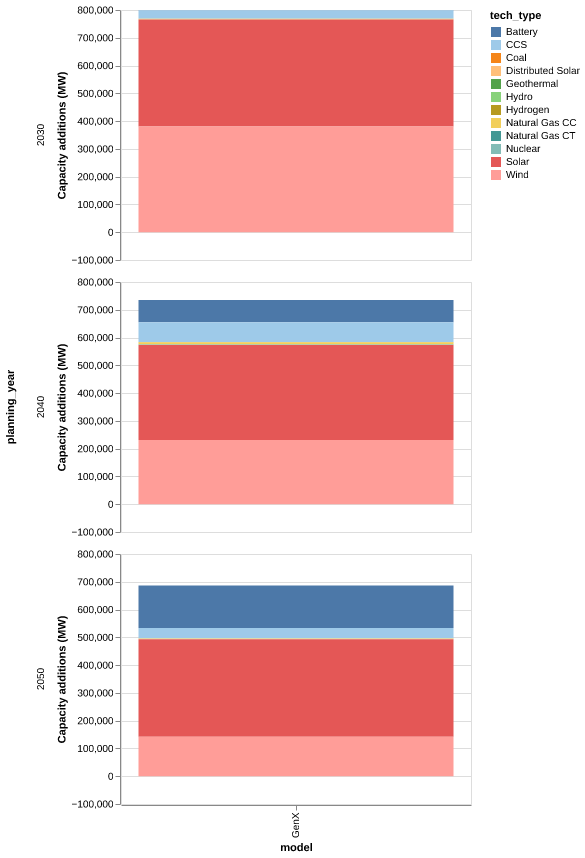 tech_type
Battery
CCS
Coal
Distributed Solar
Geothermal
Hydro
Hydrogen
Natural Gas CC
Natural Gas CT
Nuclear
Solar
Wind
planning_year
2030
Capacity additions (MW)
800,000
700,000
600,000
500,000
400,000
300,000
200,000
100,000
0
−100,000
2040
Capacity additions (MW)
800,000
700,000
600,000
500,000
400,000
300,000
200,000
100,000
0
−100,000
2050
Capacity additions (MW)
800,000
700,000
600,000
500,000
400,000
300,000
200,000
100,000
0
−100,000
GenX
model